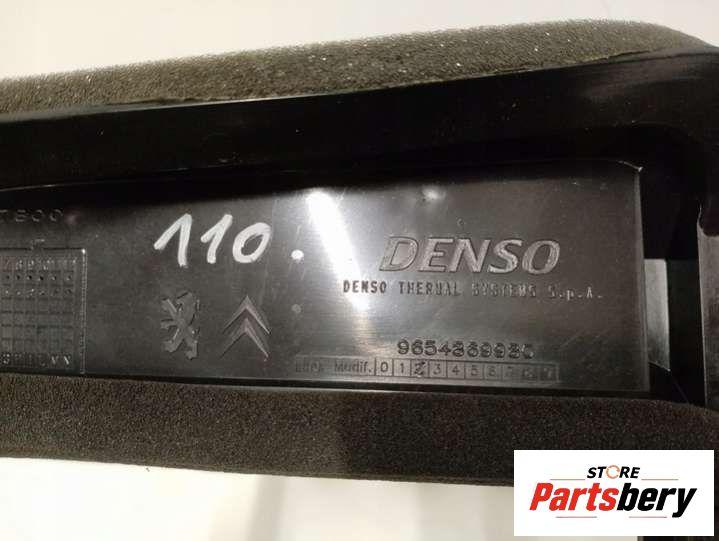 110.
DENSO
DENSO THERMAL SYSTEMS S.p.A.
9654869980
Modif. 0 1 2 3 4 5 6 7 8 9
STORE
Partsbery